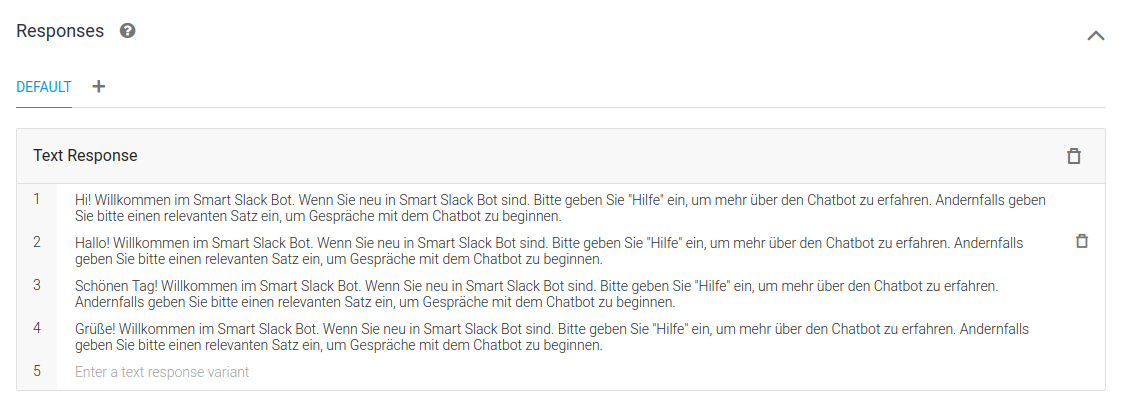 Responses
DEFAULT
Text Response
1 Hi! Willkommen im Smart Slack Bot. Wenn Sie neu in Smart Slack Bot sind. Bitte geben Sie "Hilfe" ein, um mehr über den Chatbot zu erfahren. Andernfalls geben
Sie bitte einen relevanten Satz ein, um Gespräche mit dem Chatbot zu beginnen.
2 Hallo! Willkommen im Smart Slack Bot. Wenn Sie neu in Smart Slack Bot sind. Bitte geben Sie "Hilfe" ein, um mehr über den Chatbot zu erfahren. Andernfalls
geben Sie bitte einen relevanten Satz ein, um Gespräche mit dem Chatbot zu beginnen.
3 Schönen Tag! Willkommen im Smart Slack Bot. Wenn Sie neu in Smart Slack Bot sind. Bitte geben Sie "Hilfe" ein, um mehr über den Chatbot zu erfahren.
Andernfalls geben Sie bitte einen relevanten Satz ein, um Gespräche mit dem Chatbot zu beginnen.
4 Grüße! Willkommen im Smart Slack Bot. Wenn Sie neu in Smart Slack Bot sind. Bitte geben Sie "Hilfe" ein, um mehr über den Chatbot zu erfahren. Andernfalls
geben Sie bitte einen relevanten Satz ein, um Gespräche mit dem Chatbot zu beginnen.
5 Enter a text response variant